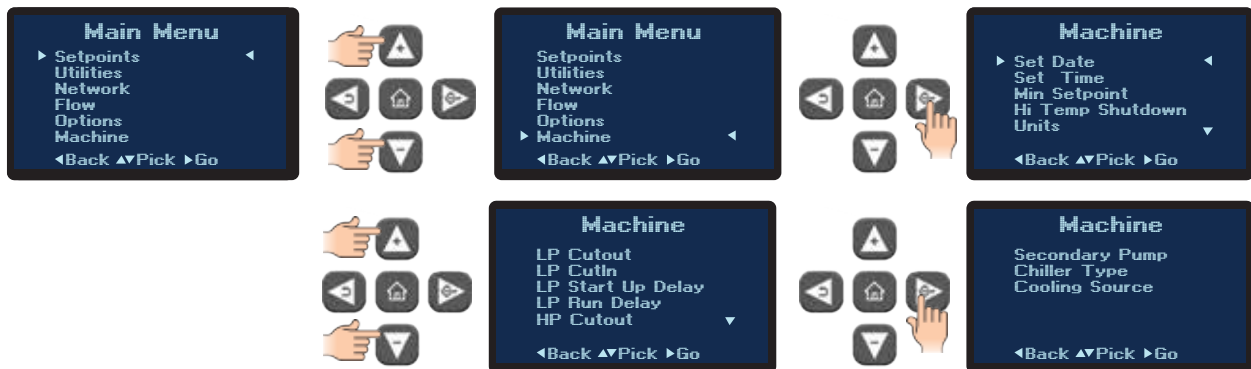 Main Menu
Setpoints
Utilities
Network
Flow
Options
Machine
◀Back ▲▼Pick ▶Go
Main Menu
Setpoints
Utilities
Network
Flow
Options
Machine
◀Back ▲▼Pick ▶Go
Machine
Set Date
Set Time
Min Setpoint
Hi Temp Shutdown
Units
◀Back ▲▼Pick ▶Go
Machine
LP Cutout
LP CutIn
LP Start Up Delay
LP Run Delay
HP Cutout
◀Back ▲▼Pick ▶Go
Machine
Secondary Pump
Chiller Type
Cooling Source
◀Back ▲▼Pick ▶Go